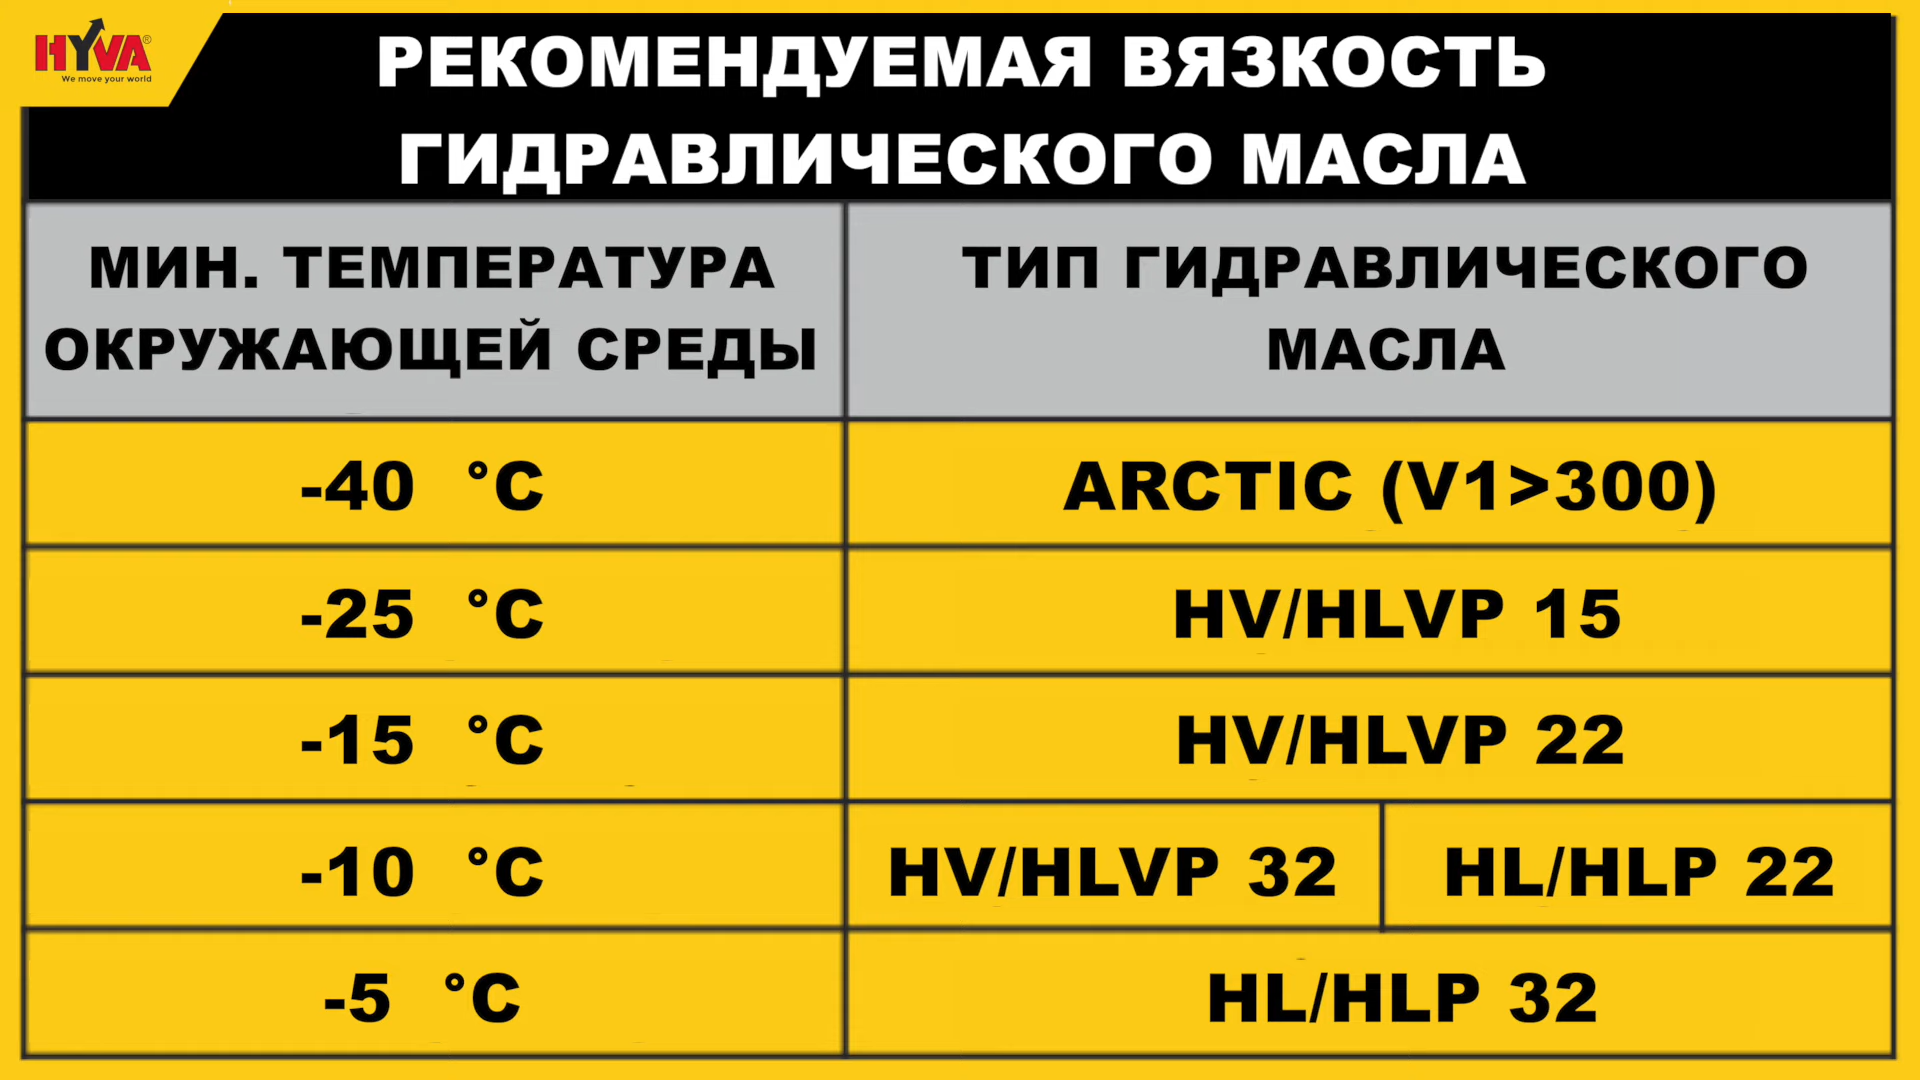 HYVA®
We move your world
РЕКОМЕНДУЕМАЯ ВЯЗКОСТЬ
ГИДРАВЛИЧЕСКОГО МАСЛА
МИН. ТЕМПЕРАТУРА
ОКРУЖАЮЩЕЙ СРЕДЫ
ТИП ГИДРАВЛИЧЕСКОГО
МАСЛА
-40 °C ARCTIC (V1>300)
-25 °C HV/HLVP 15
-15 °C HV/HLVP 22
-10 °C HV/HLVP 32 HL/HLP 22
-5 °C HL/HLP 32